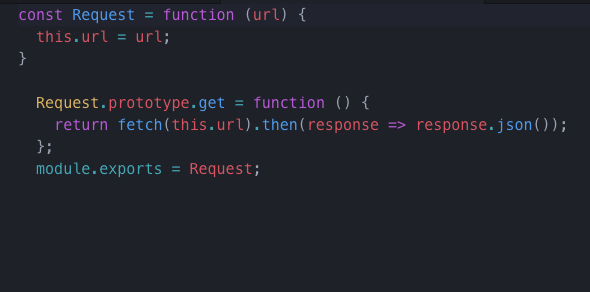 const Request = function (url) {
  this.url = url;
}

  Request.prototype.get = function () {
    return fetch(this.url).then(response => response.json());
  };
  module.exports = Request;